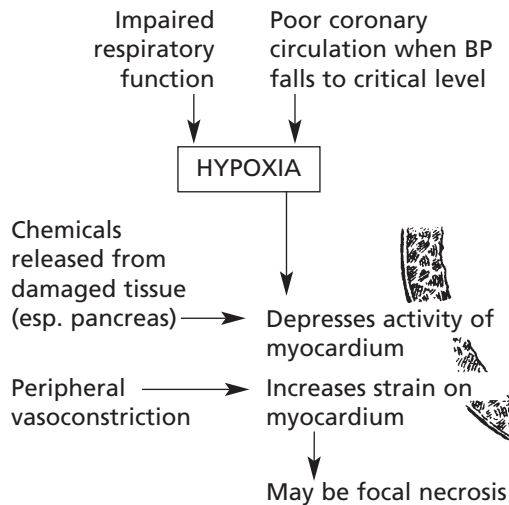 Impaired
respiratory
function
Poor coronary
circulation when BP
falls to critical level
HYPOXIA
Chemicals
released from
damaged tissue
(esp. pancreas)
Depresses activity of
myocardium
Peripheral
vasoconstriction
Increases strain on
myocardium
May be focal necrosis